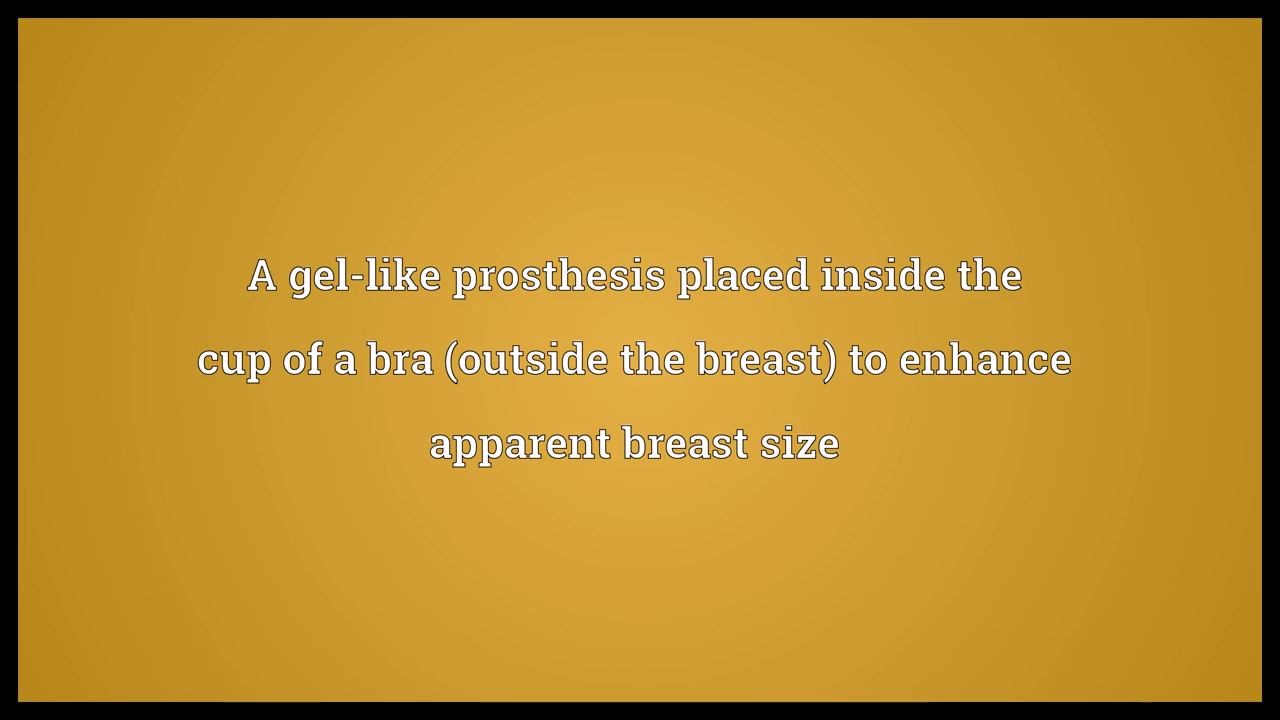 A gel-like prosthesis placed inside the
cup of a bra (outside the breast) to enhance
apparent breast size